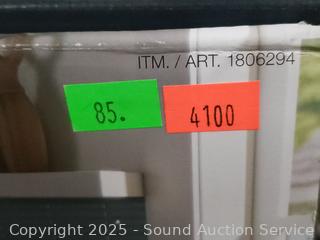 ITM. / ART. 1806294
85.
4100
Copyright © 2025 - Sound Auction Service